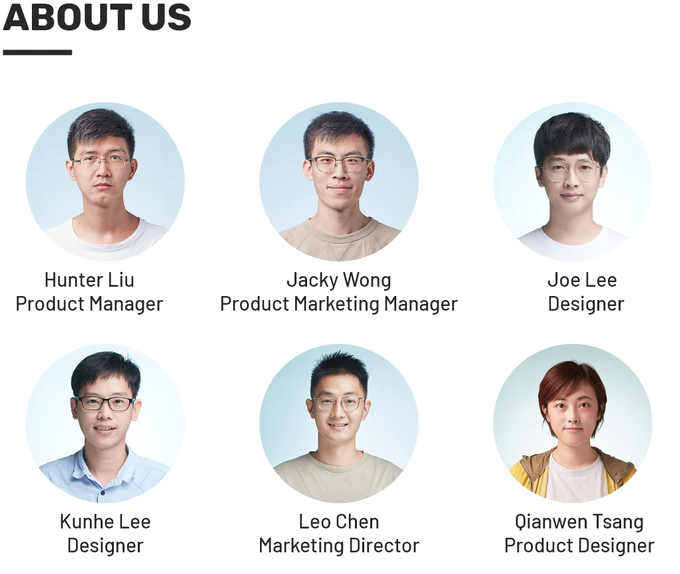 ABOUT US
Hunter Liu
Product Manager
Jacky Wong
Product Marketing Manager
Joe Lee
Designer
Kunhe Lee
Designer
Leo Chen
Marketing Director
Qianwen Tsang
Product Designer